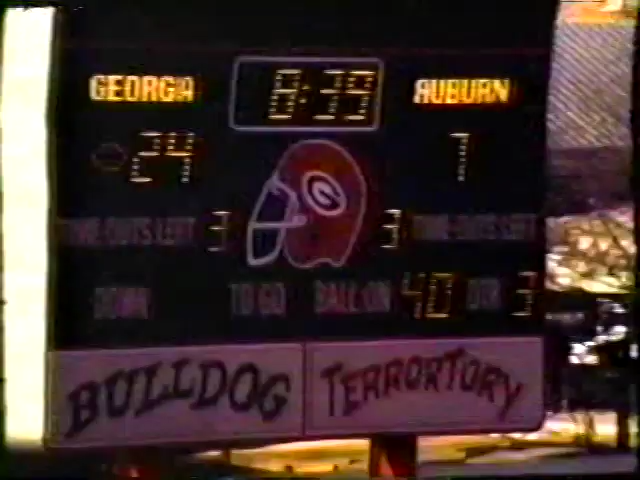 GEORGIA 8:39 AUBURN
24 7
TIME OUTS LEFT 3 G 3 TIME OUTS LEFT
DOWN TO GO BALL ON 40 QTR 3
BULLDOG TERRORTORY